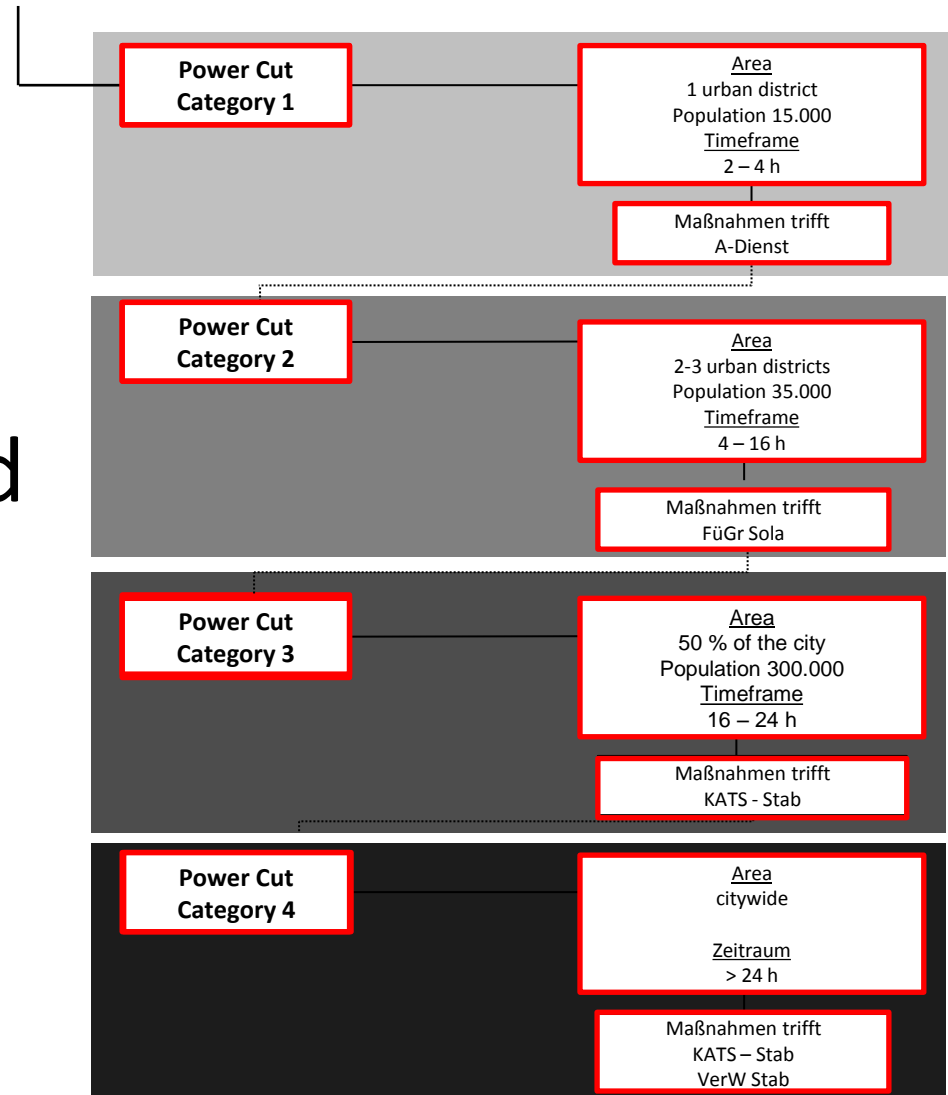 Power Cut
Category 1
Area
1 urban district
Population 15.000
Timeframe
2 – 4 h
Maßnahmen trifft
A-Dienst
Power Cut
Category 2
Area
2-3 urban districts
Population 35.000
Timeframe
4 – 16 h
Maßnahmen trifft
FüGr Sola
d
Power Cut
Category 3
Area
50 % of the city
Population 300.000
Timeframe
16 – 24 h
Maßnahmen trifft
KATS - Stab
Power Cut
Category 4
Area
citywide
Zeitraum
> 24 h
Maßnahmen trifft
KATS – Stab
VerW Stab